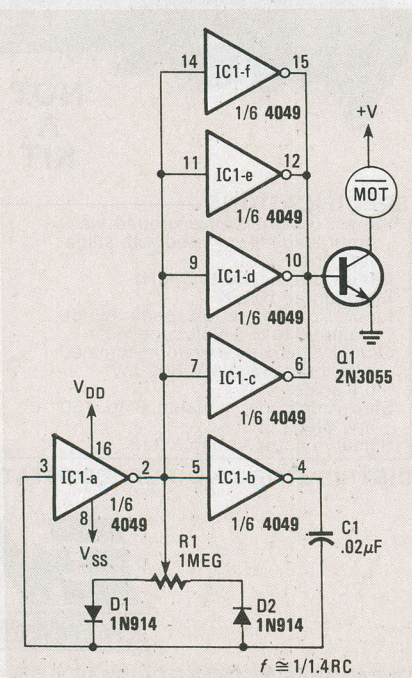 14 IC1-f 15
1/6 4049
11 IC1-e 12
1/6 4049
+V
MOT
9 IC1-d 10
1/6 4049
Q1
2N3055
7 IC1-c 6
1/6 4049
VDD
16
3 IC1-a 2
1/6
4049
8
VSS
5 IC1-b 4
1/6 4049
C1
.02µF
R1
1MEG
D1
1N914
D2
1N914
f ≅ 1/1.4RC